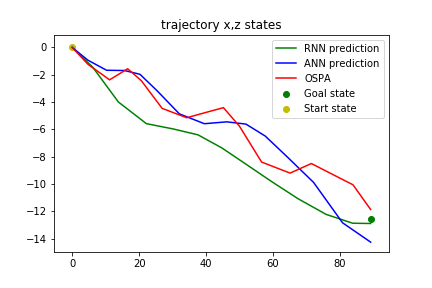 trajectory x,z states
RNN prediction
ANN prediction
OSPA
Goal state
Start state
0
−2
−4
−6
−8
−10
−12
−14
0 20 40 60 80